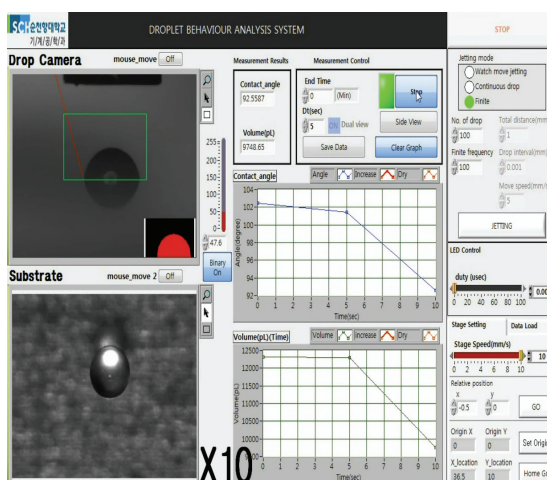 SCH순천향대학교
기/계/공/학/과
DROPLET BEHAVIOUR ANALYSIS SYSTEM
STOP
Drop Camera
mouse_move
Off
255-
200-
150-
100-
50-
0-
47.6
Binary
On
Substrate
mouse_move 2
Off
X10
Measurement Results
Contact_angle
92.5587
Volume(pL)
9748.65
Measurement Control
End Time
0
(Min)
Stop
Dt(sec)
5
ON
Dual view
Side View
Save Data
Clear Graph
Contact_angle
Angle
Increase
Dry
Angle(degree)
104-
102-
100-
98-
96-
94-
92-
0 1 2 3 4 5 6 7 8 9 10
Time(sec)
Volume(pL)(Time)
Volume
Increase
Dry
Volume(pL)
12500-
12000-
11500-
11000-
10500-
10000-
9500-
0 1 2 3 4 5 6 7 8 9 10
Time(sec)
Jetting mode
Watch move jetting
Continuous drop
Finite
No. of drop
Total distance(mm
100
1
Finite frequency
Drop interval(mm)
100
0.001
Move speed(mm/s
5
JETTING
LED Control
duty (usec)
0.00
0 20 40 60 80 100
Stage Setting
Data Load
Stage Speed(mm/s)
10
0 2 4 6 8 10
Relative position
x
y
-0.5
0
GO
Origin X
Origin Y
0
0
Set Origin
X_location
Y_location
36.5
10
Home Go